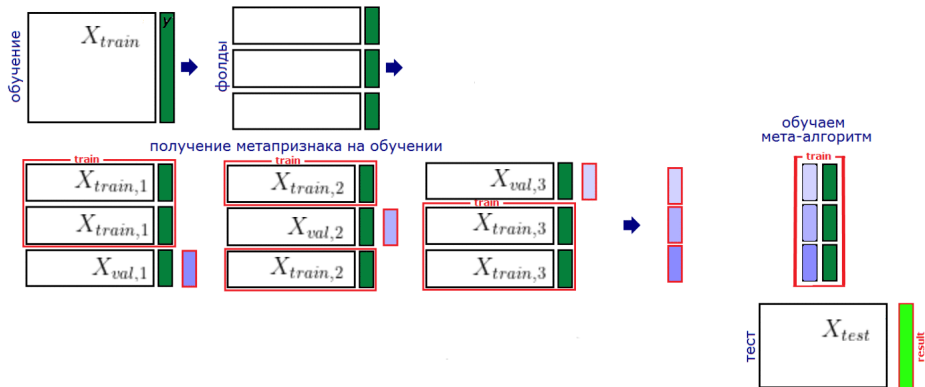 обучение
X_train
y
фолды
получение метапризнака на обучении
train
X_train,1
X_train,1
X_val,1
train
X_train,2
X_val,2
X_train,2
X_val,3
train
X_train,3
X_train,3
обучаем
мета-алгоритм
train
тест
X_test
result